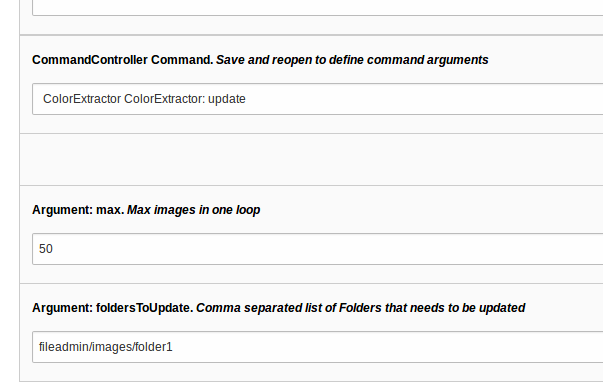 CommandController Command. Save and reopen to define command arguments
ColorExtractor ColorExtractor: update
Argument: max. Max images in one loop
50
Argument: foldersToUpdate. Comma separated list of Folders that needs to be updated
fileadmin/images/folder1